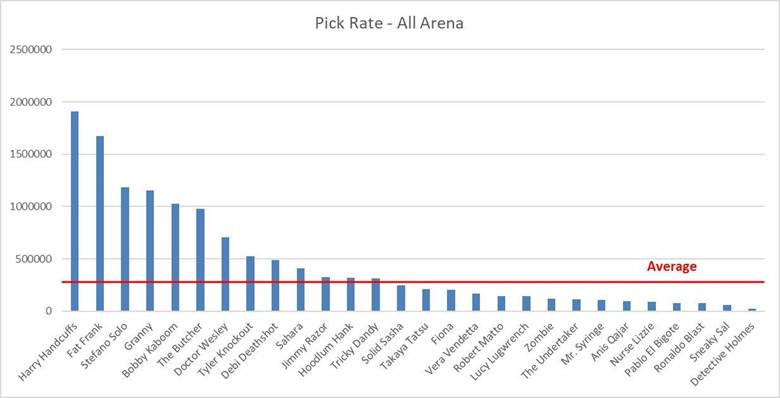 Pick Rate - All Arena
2500000
2000000
1500000
1000000
500000
0
Average
Harry Handcuffs
Fat Frank
Stefano Solo
Granny
Bobby Kaboom
The Butcher
Doctor Wesley
Tyler Knockout
Debi Deathshot
Sahara
Jimmy Razor
Hoodlum Hank
Tricky Dandy
Solid Sasha
Takaya Tatsu
Fiona
Vera Vendetta
Robert Matto
Lucy Lugwrench
Zombie
The Undertaker
Mr. Syringe
Anis Qajar
Nurse Lizzie
Pablo El Bigote
Ronaldo Blast
Sneaky Sal
Detective Holmes